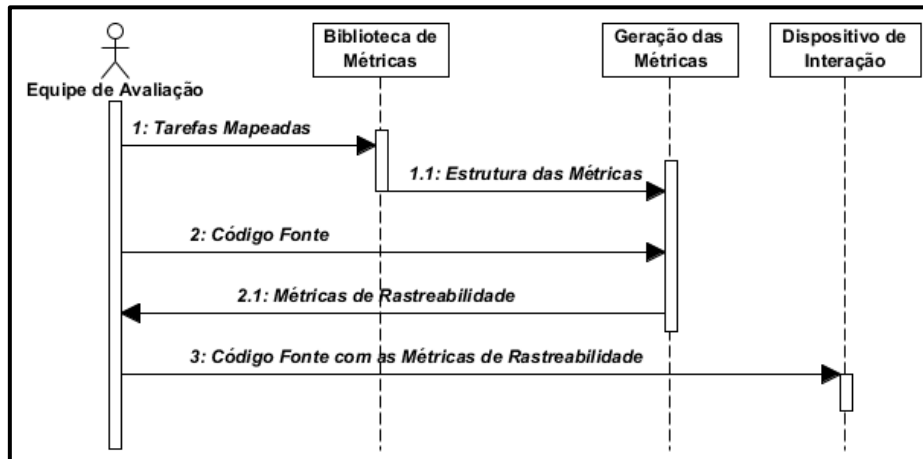 Equipe de Avaliação
Biblioteca de
Métricas
Geração das
Métricas
Dispositivo de
Interação
1: Tarefas Mapeadas
1.1: Estrutura das Métricas
2: Código Fonte
2.1: Métricas de Rastreabilidade
3: Código Fonte com as Métricas de Rastreabilidade